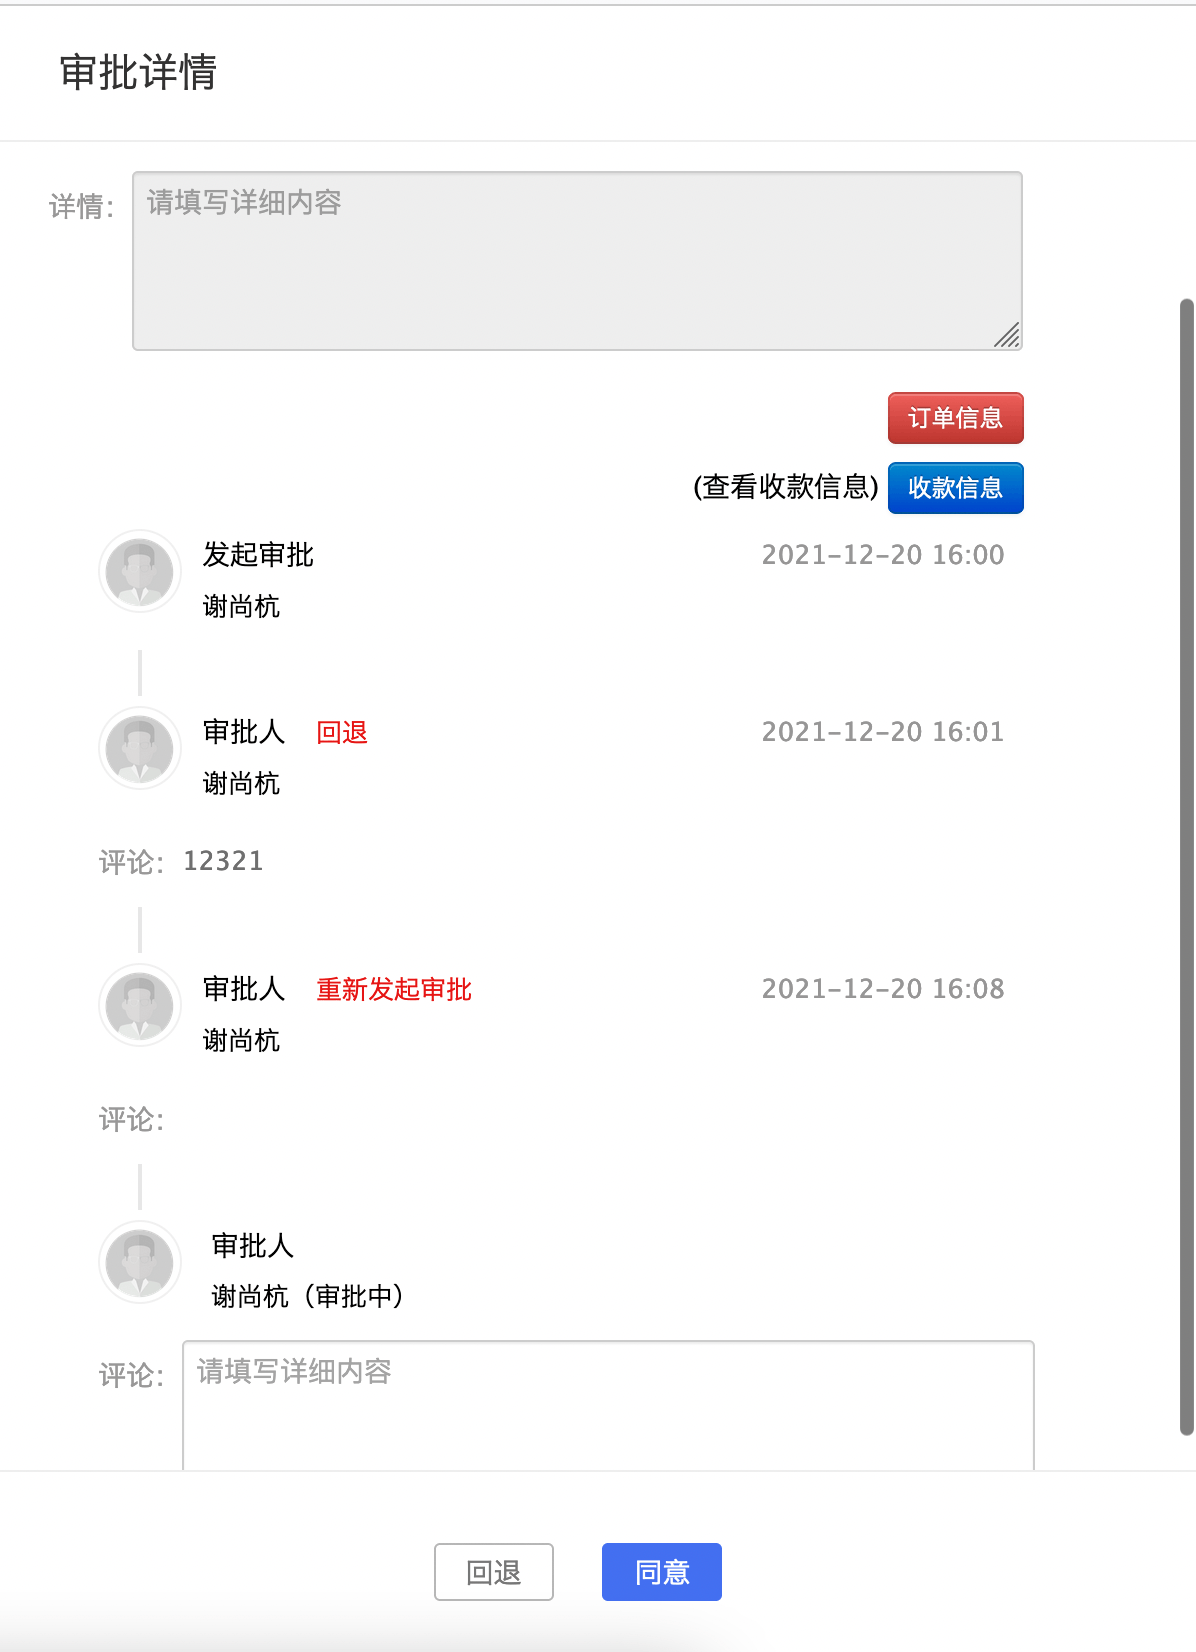 审批详情
详情：
请填写详细内容
订单信息
(查看收款信息) 收款信息
发起审批 2021-12-20 16:00
谢尚杭
审批人 回退 2021-12-20 16:01
谢尚杭
评论： 12321
审批人 重新发起审批 2021-12-20 16:08
谢尚杭
评论：
审批人
谢尚杭（审批中）
评论： 请填写详细内容
回退 同意